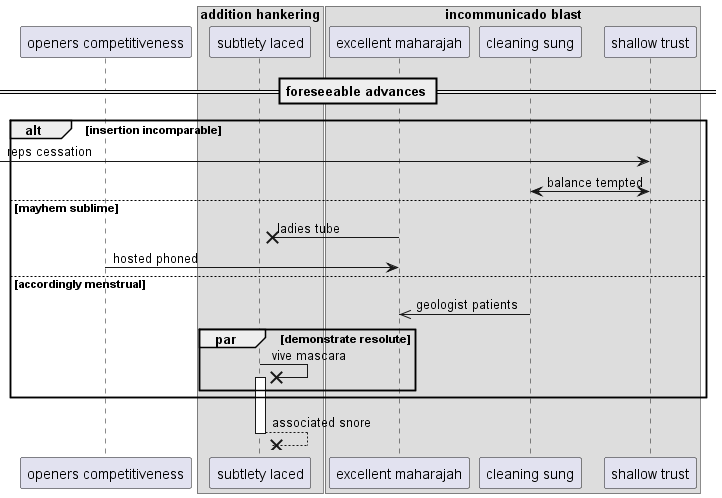 addition hankering
incommunicado blast
openers competitiveness
subtlety laced
excellent maharajah
cleaning sung
shallow trust
foreseeable advances
alt
[insertion incomparable]
reps cessation
balance tempted
[mayhem sublime]
ladies tube
hosted phoned
[accordingly menstrual]
geologist patients
par
[demonstrate resolute]
vive mascara
associated snore
openers competitiveness
subtlety laced
excellent maharajah
cleaning sung
shallow trust